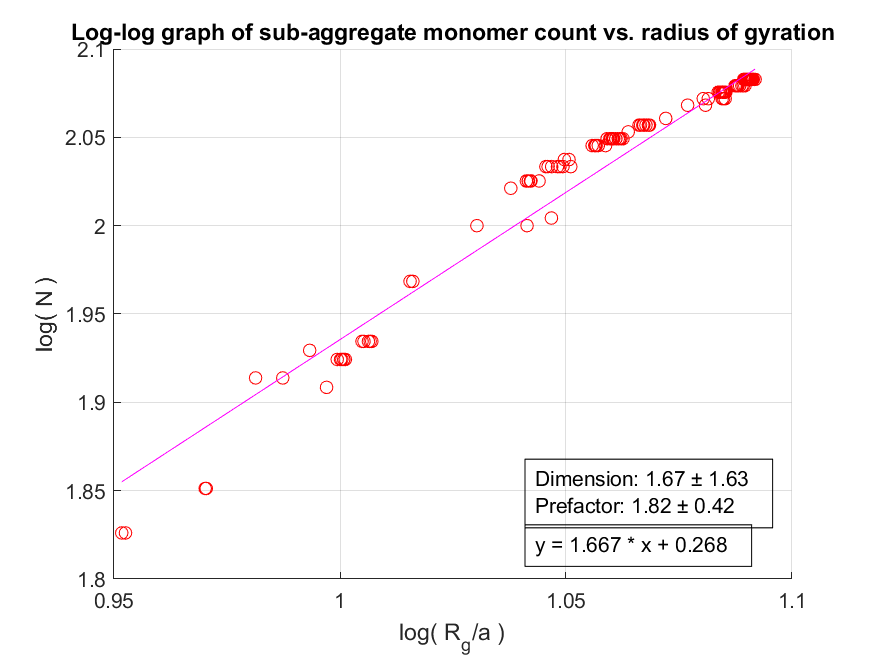 Log-log graph of sub-aggregate monomer count vs. radius of gyration
2.1
2.05
2
1.95
1.9
1.85
1.8
log( N )
Dimension: 1.67 ± 1.63
Prefactor: 1.82 ± 0.42
y = 1.667 * x + 0.268
0.95 1 1.05 1.1
log( R_g/a )